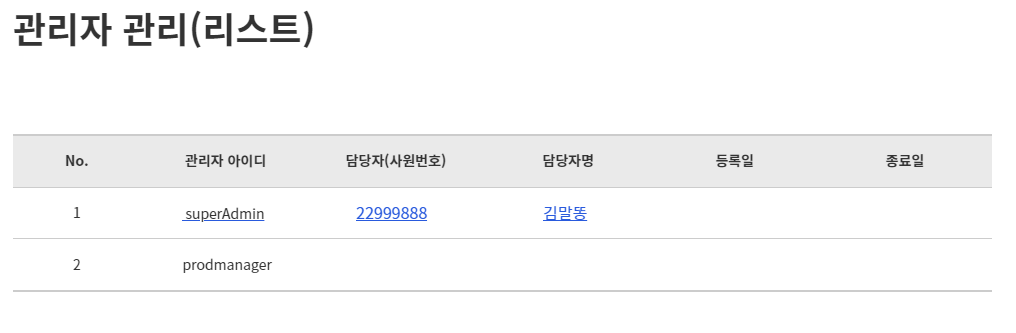 관리자 관리(리스트)
No. 관리자 아이디 담당자(사원번호) 담당자명 등록일 종료일
1 superAdmin 22999888 김말똥
2 prodmanager